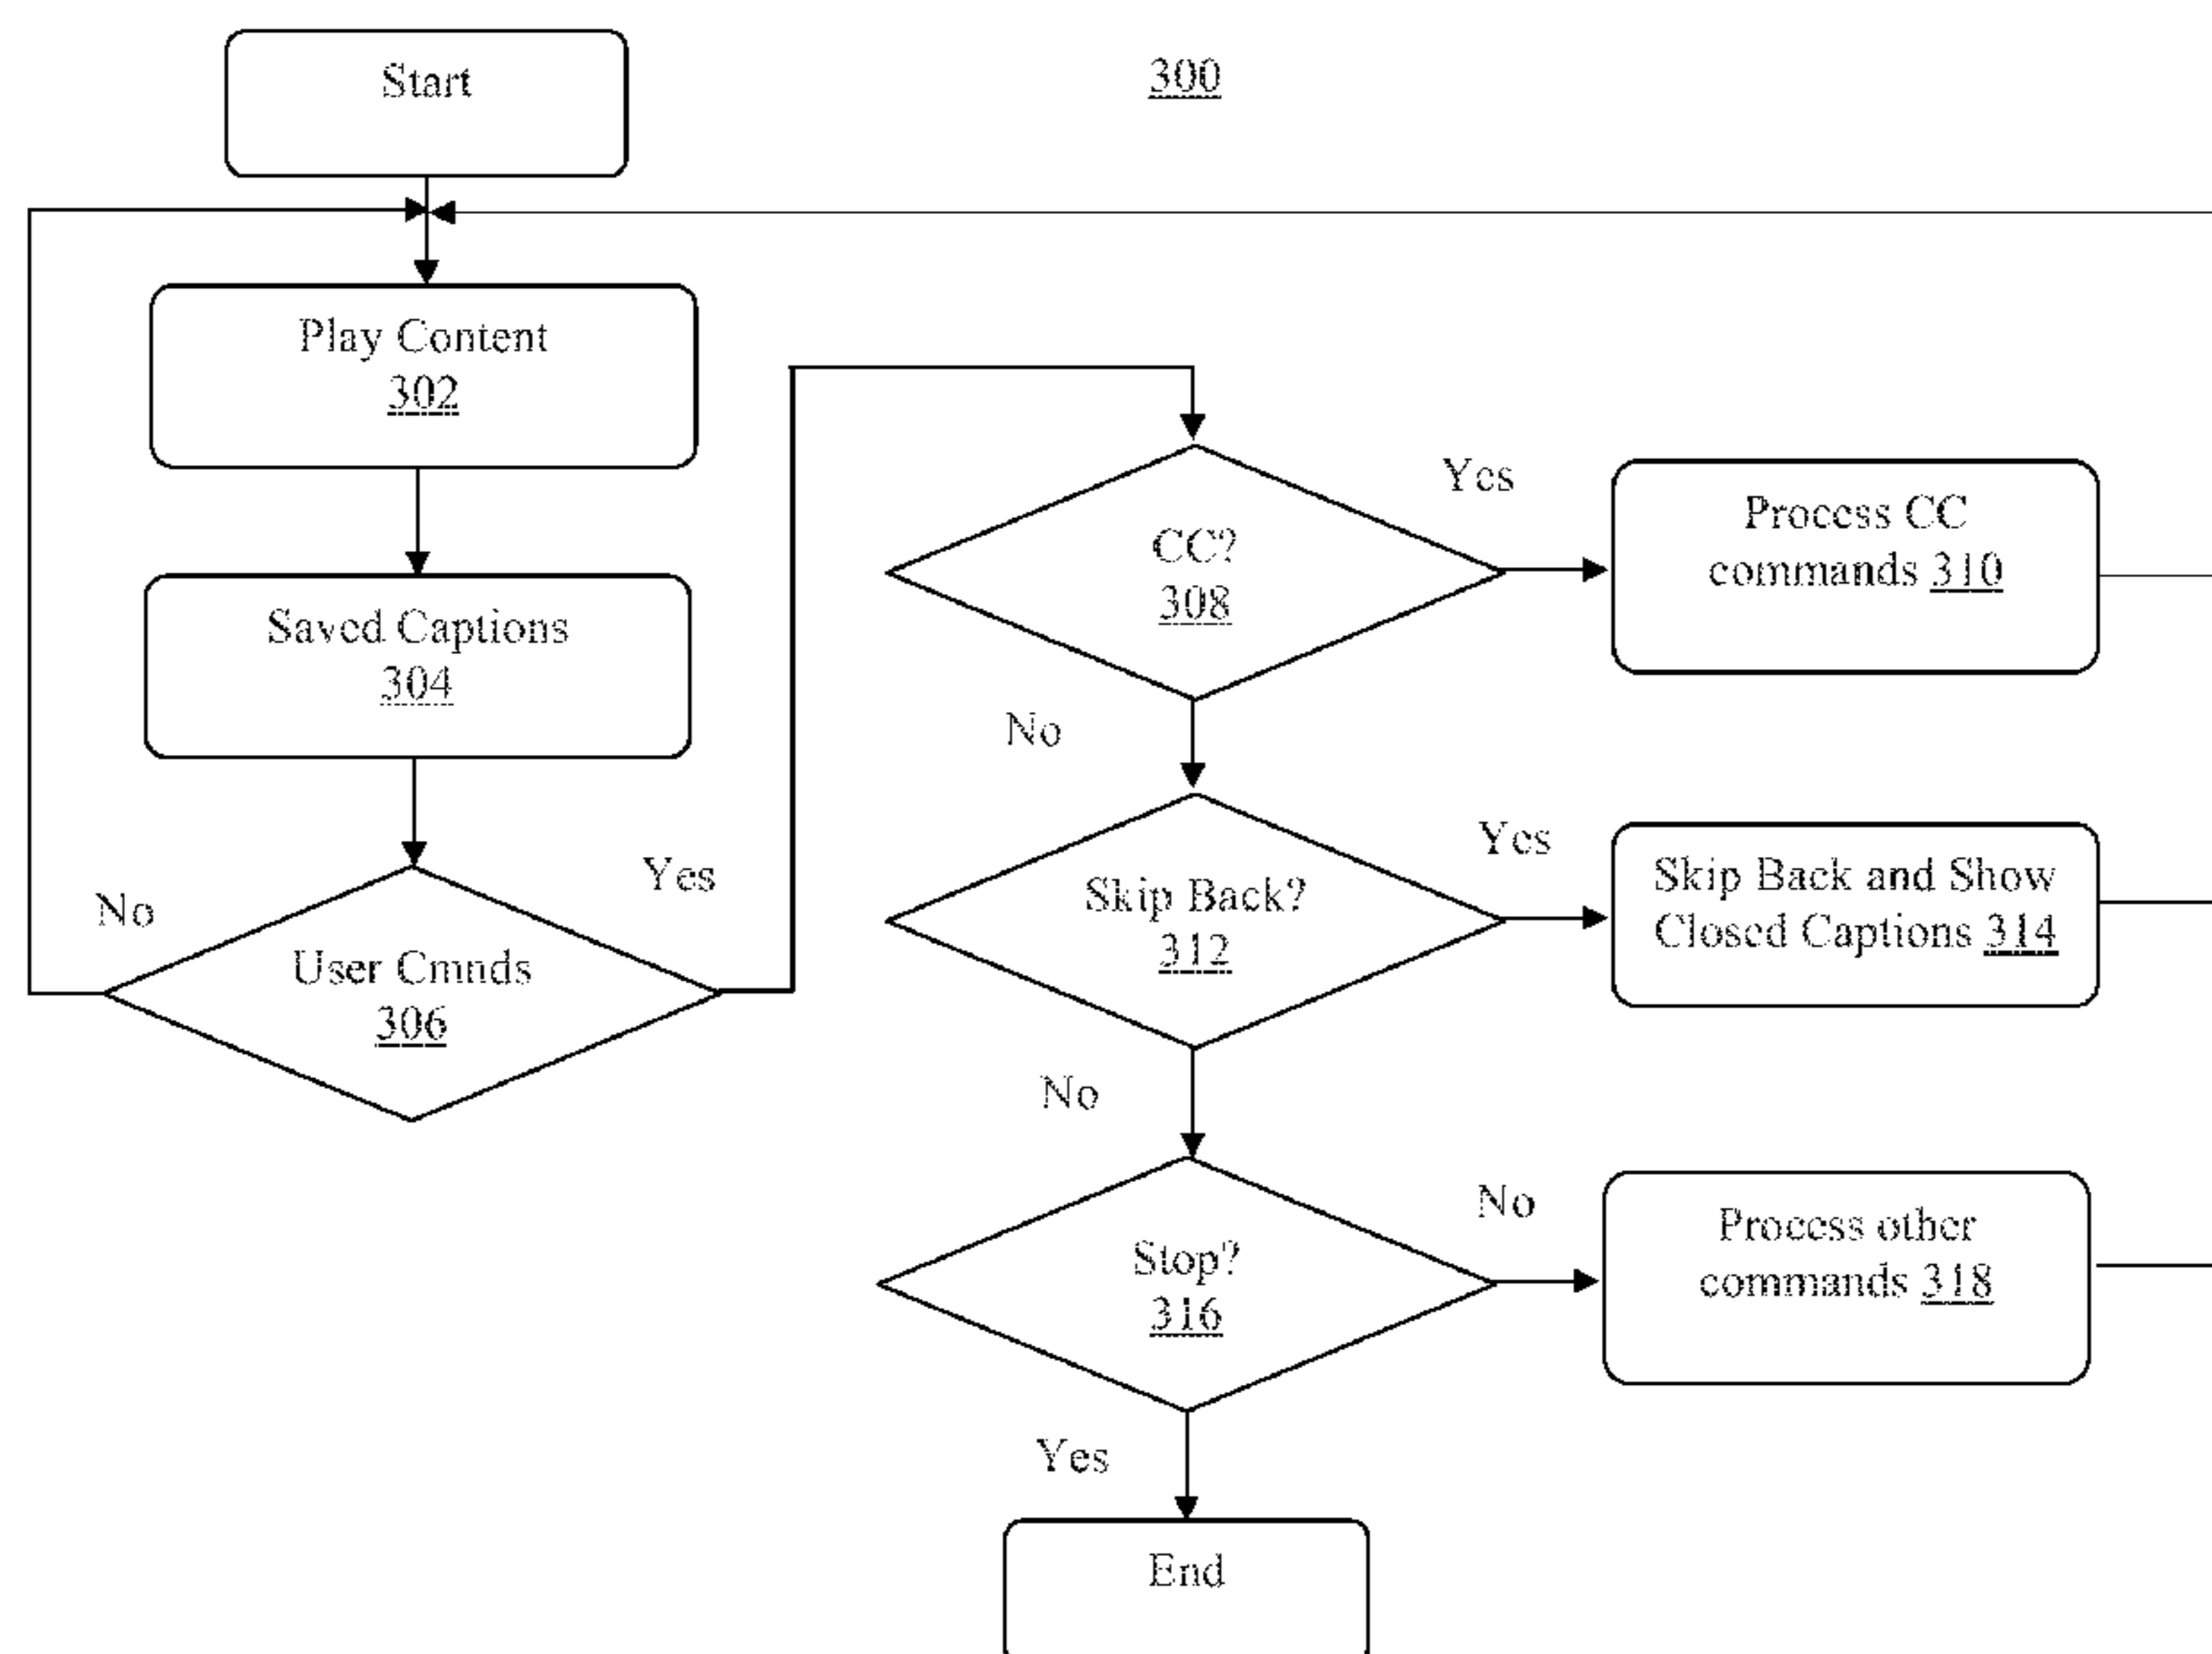 Start
300
Play Content
302
Saved Captions
304
No
Yes
User Cmnds
306
CC?
308
Yes
Process CC
commands 310
No
Skip Back?
312
Yes
Skip Back and Show
Closed Captions 314
No
Stop?
316
No
Process other
commands 318
Yes
End